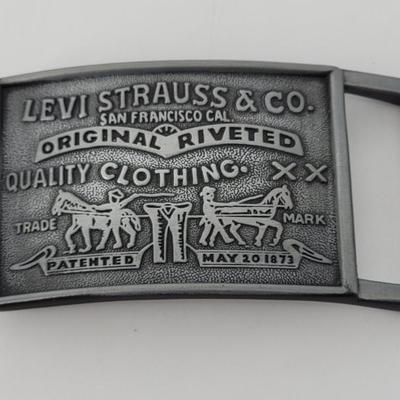 LEVI STRAUSS & CO.
SAN FRANCISCO CAL.
ORIGINAL RIVETED
QUALITY CLOTHING. XX
TRADE MARK
PATENTED MAY 20 1873